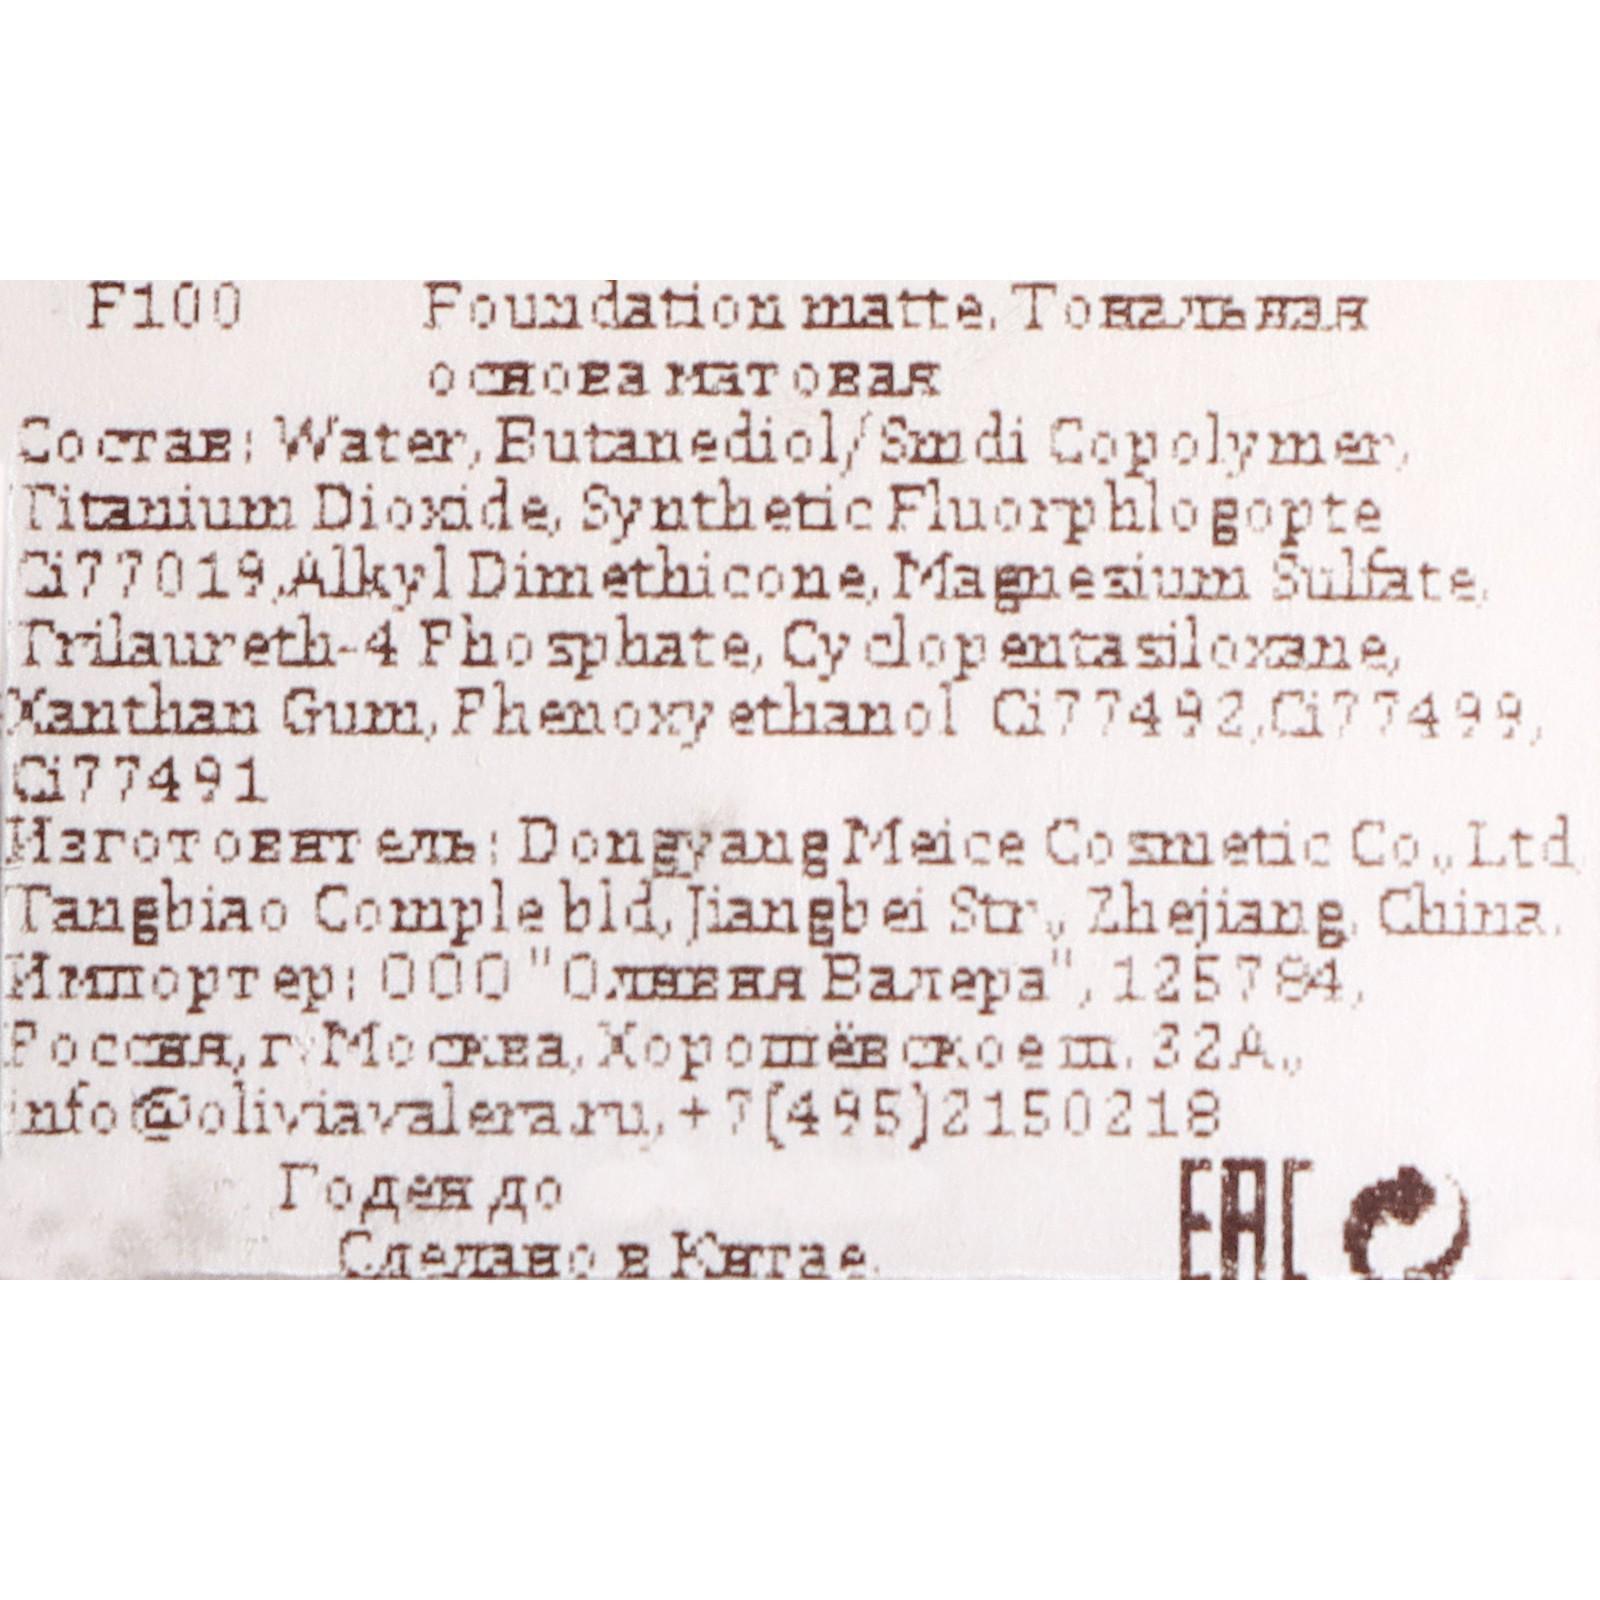 F100 Foundation matte, Тональная
основа матовая
Состав: Water, Butanediol/Smdi Copolymer,
Titanium Dioxide, Synthetic Fluorphlogopte
Ci77019,Alkyl Dimethicone, Magnesium Sulfate,
Trilaureth-4 Phosphate, Cyclopentasiloxane,
Xanthan Gum, Phenoxyethanol Ci77492,Ci77499,
Ci77491
Изготовитель: Dongyang Meice Cosmetic Co., Ltd
Tangbiao Comple bld, Jiangbei Str., Zhejiang, China.
Импортер: ООО "Оливия Валера", 125784,
Россия, г. Москва, Хорошёвское ш. 32А.,
info@oliviavalera.ru, +7(495)2150218
Годен до
Сделано в Китае.
EAC